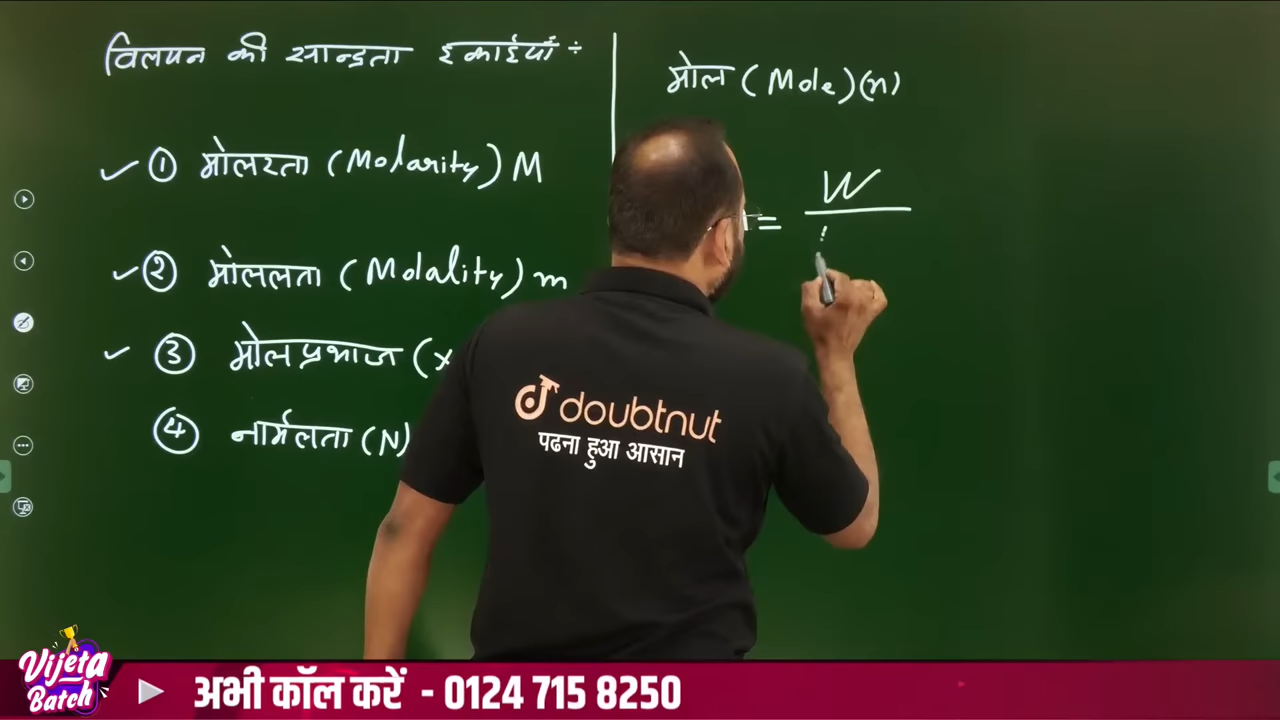 विलयन की सान्द्रता इकाईयाँ ÷
✓ ① मोलरता (Molarity) M
✓ ② मोललता (Molality) m
✓ ③ मोल प्रभाज (x
④ नार्मलता (N)
मोल (Mole) (n)
= W
doubtnut
पढना हुआ आसान
Vijeta
Batch
अभी कॉल करें - 0124 715 8250